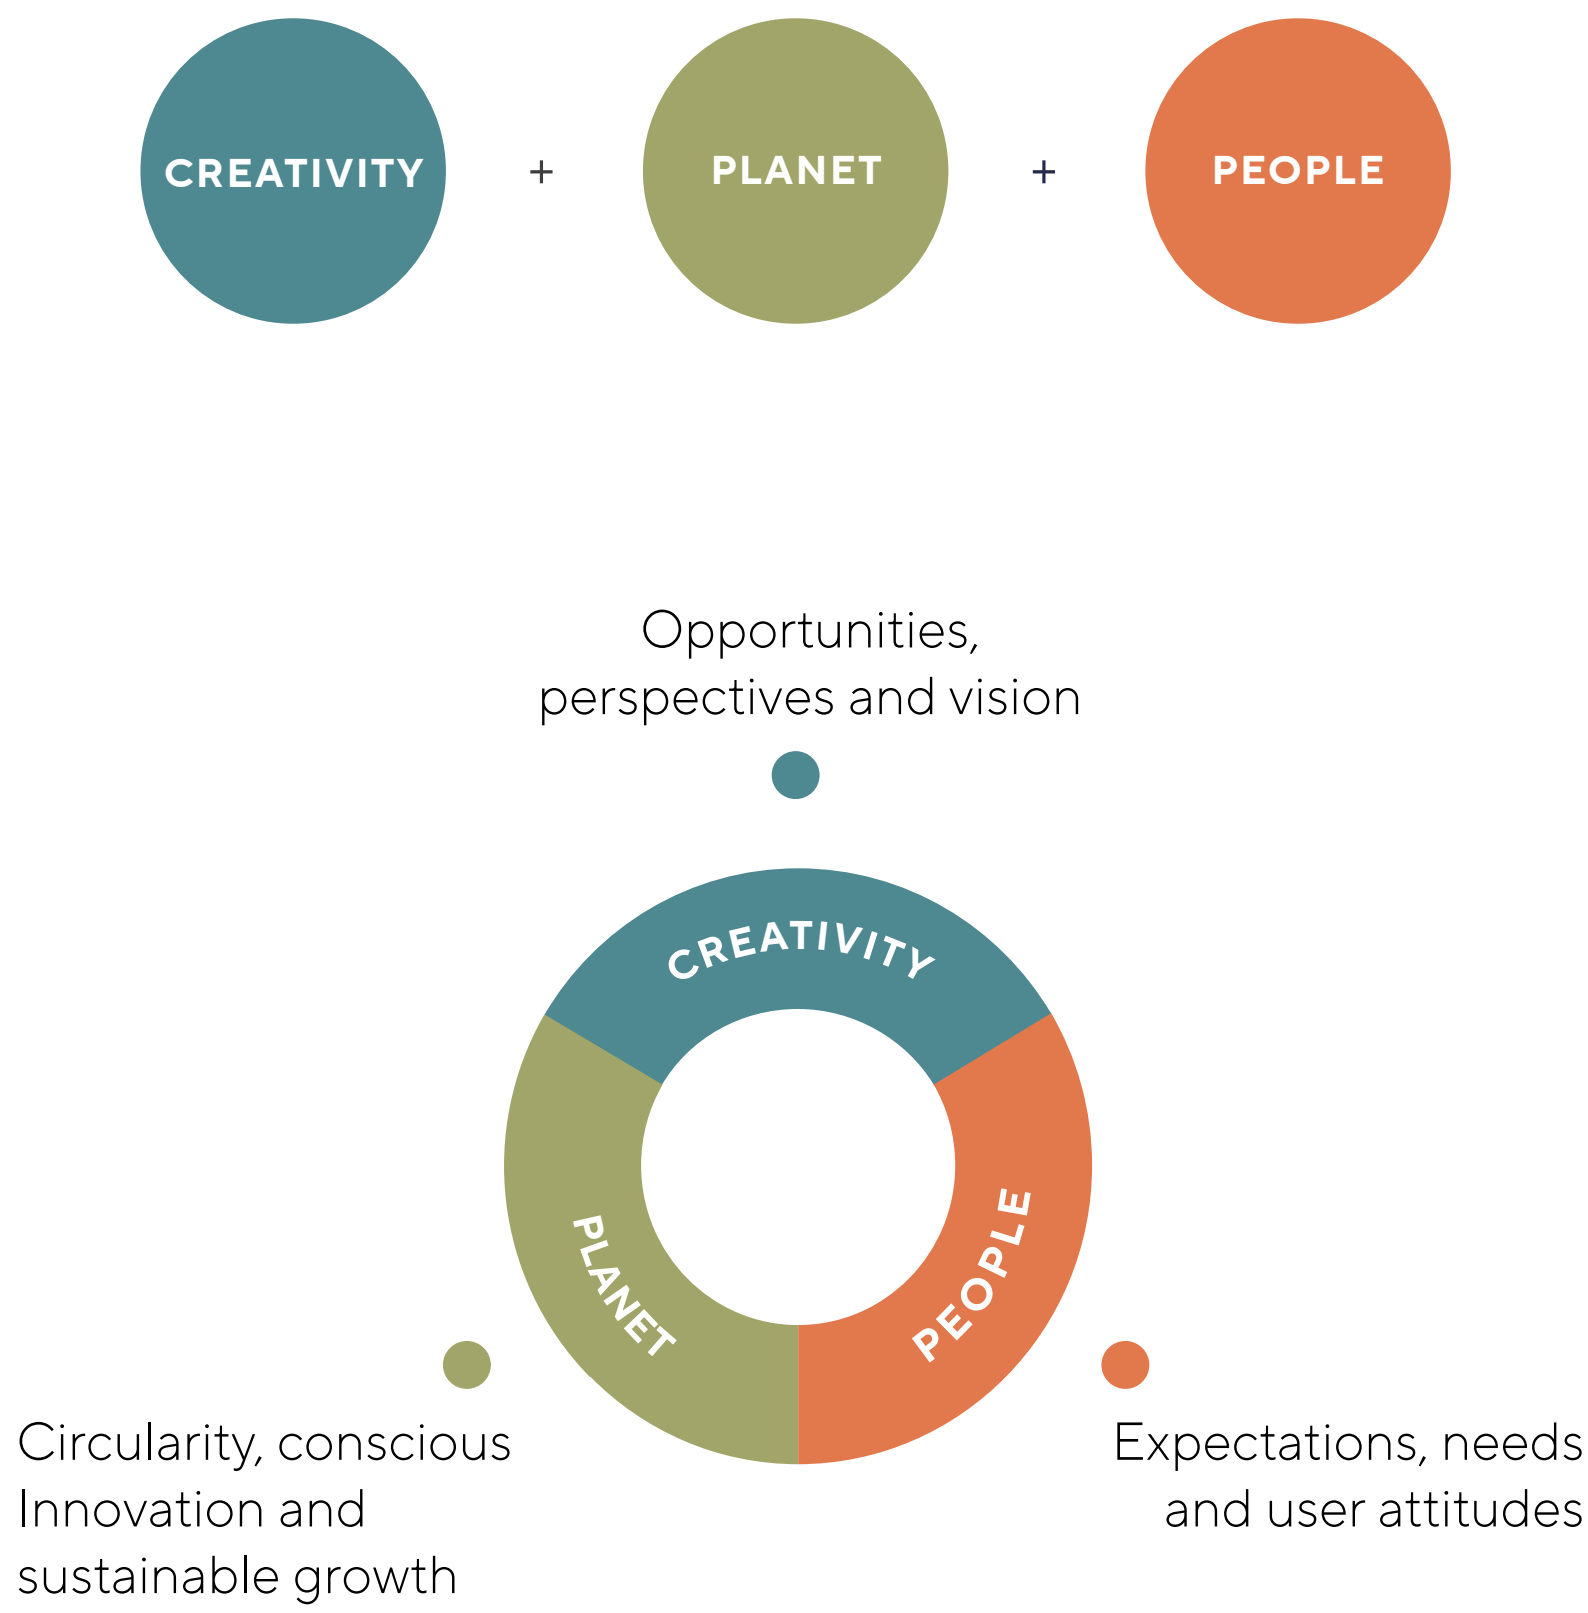 CREATIVITY + PLANET + PEOPLE
Opportunities,
perspectives and vision
CREATIVITY
PLANET
PEOPLE
Circularity, conscious
Innovation and
sustainable growth
Expectations, needs
and user attitudes